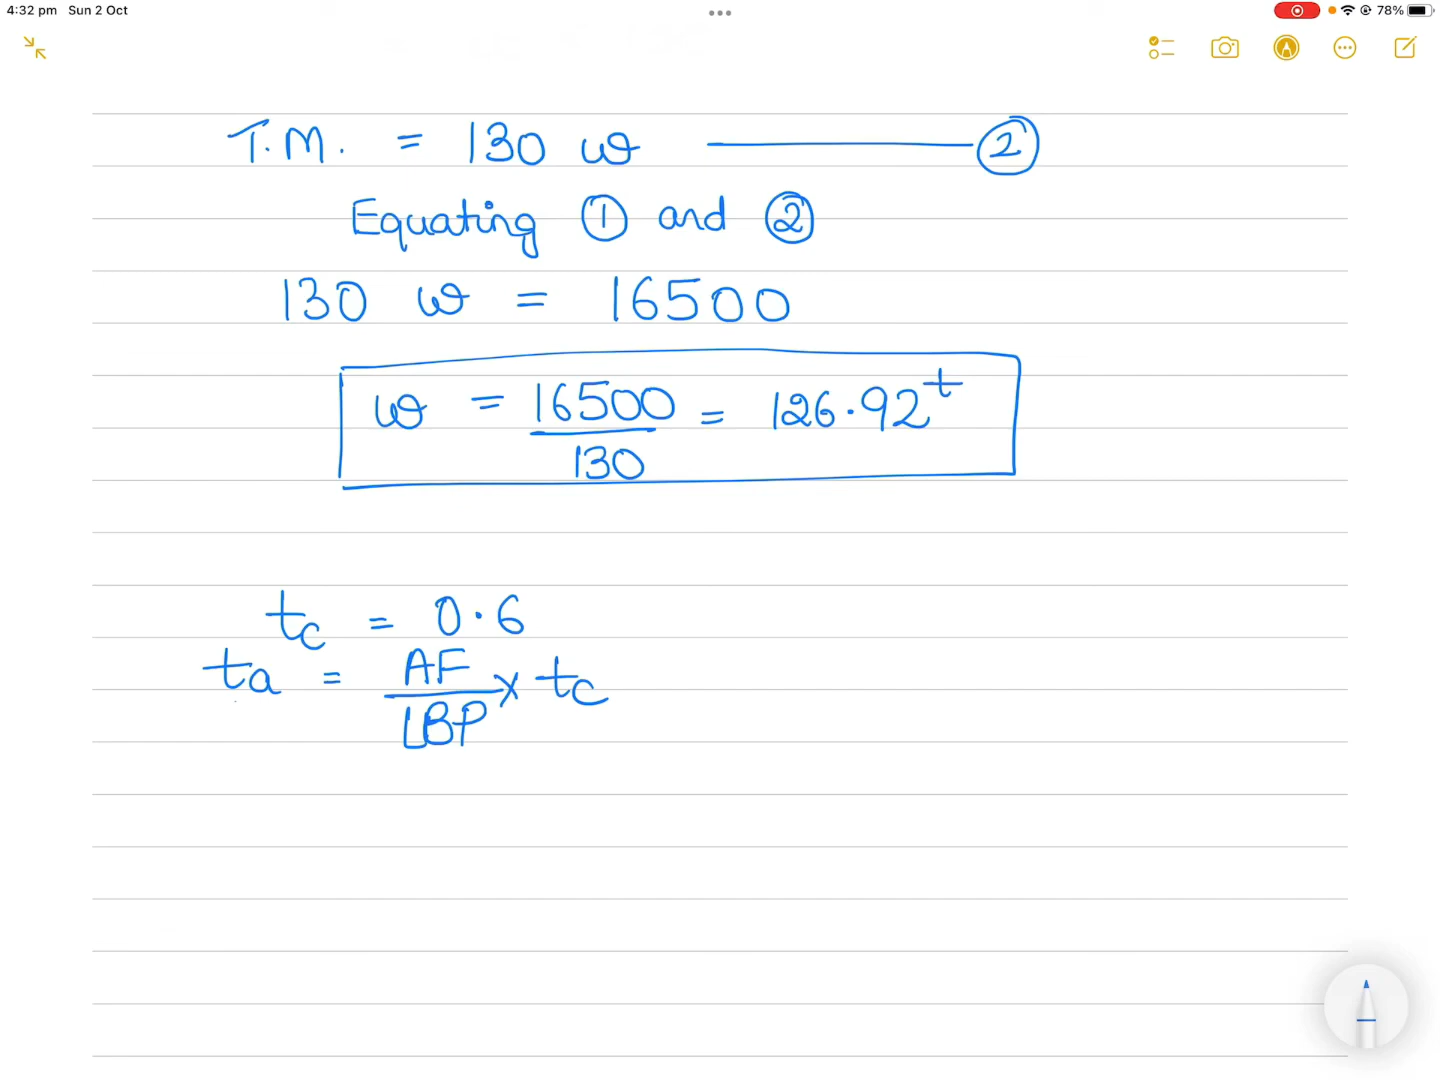 4:32 pm Sun 2 Oct 78%
T.M. = 130 w ——— ②
Equating ① and ②
130 w = 16500
w = 16500/130 = 126.92t
tc = 0.6
ta = AF/LBP × tc